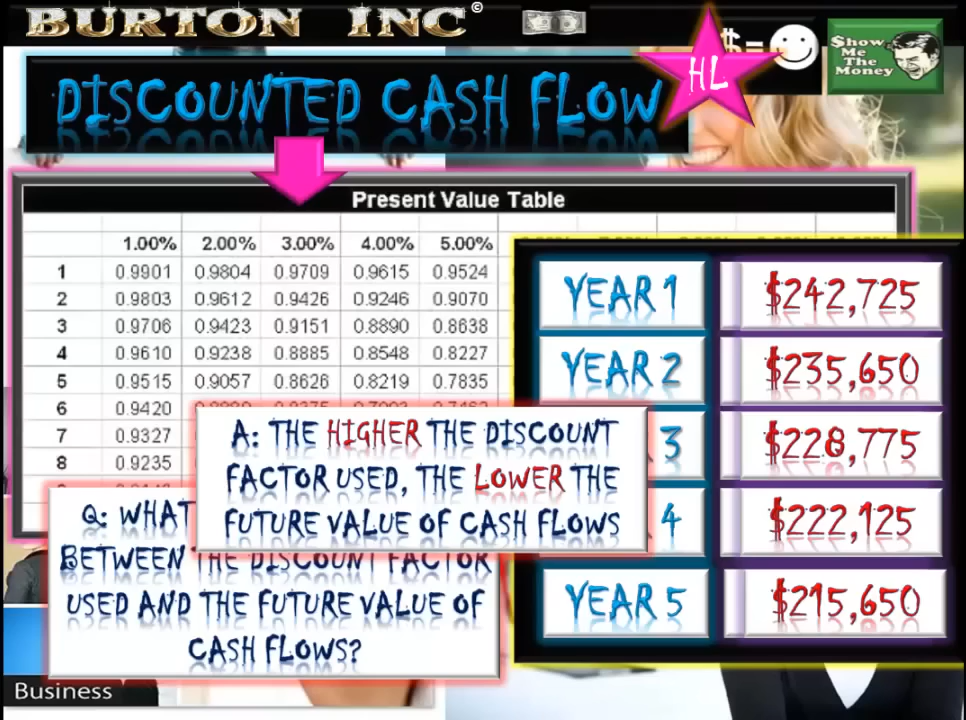 BURTON INC©
$=
Show
Me
The
Money
HL
DISCOUNTED CASH FLOW
Present Value Table
1.00% 2.00% 3.00% 4.00% 5.00%
1 0.9901 0.9804 0.9709 0.9615 0.9524
2 0.9803 0.9612 0.9426 0.9246 0.9070
3 0.9706 0.9423 0.9151 0.8890 0.8638
4 0.9610 0.9238 0.8885 0.8548 0.8227
5 0.9515 0.9057 0.8626 0.8219 0.7835
6 0.9420
7 0.9327
8 0.9235
YEAR 1 $242,725
YEAR 2 $235,650
3 $228,775
4 $222,125
YEAR 5 $215,650
A: THE HIGHER THE DISCOUNT
FACTOR USED, THE LOWER THE
FUTURE VALUE OF CASH FLOWS
Q: WHAT
BETWEEN THE DISCOUNT FACTOR
USED AND THE FUTURE VALUE OF
CASH FLOWS?
Business